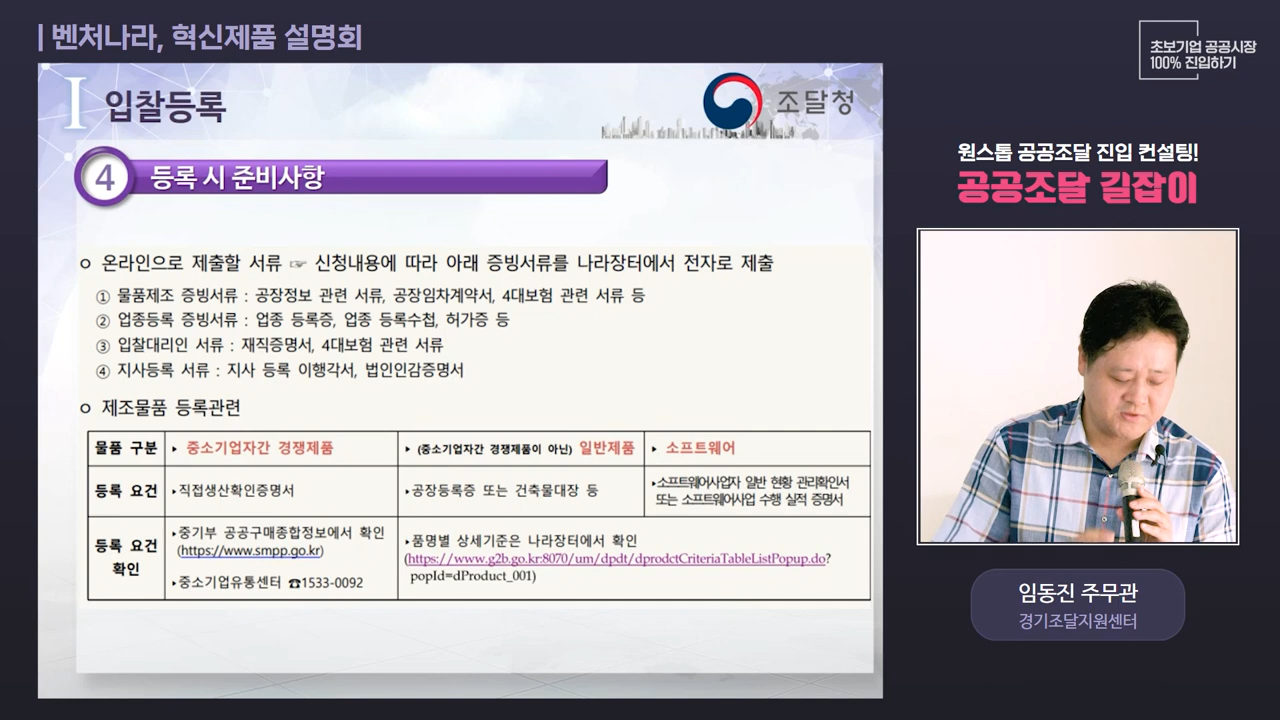 | 벤처나라, 혁신제품 설명회
초보기업 공공시장
100% 진입하기
I 입찰등록
조달청
4 등록 시 준비사항
ㅇ 온라인으로 제출할 서류 ☞ 신청내용에 따라 아래 증빙서류를 나라장터에서 전자로 제출
① 물품제조 증빙서류 : 공장정보 관련 서류, 공장임차계약서, 4대보험 관련 서류 등
② 업종등록 증빙서류 : 업종 등록증, 업종 등록수첩, 허가증 등
③ 입찰대리인 서류 : 재직증명서, 4대보험 관련 서류
④ 지사등록 서류 : 지사 등록 이행각서, 법인인감증명서
ㅇ 제조물품 등록관련
물품 구분 ▸ 중소기업자간 경쟁제품 ▸ (중소기업자간 경쟁제품이 아닌) 일반제품 ▸ 소프트웨어
등록 요건 ▸직접생산확인증명서 ▸공장등록증 또는 건축물대장 등 ▸소프트웨어사업자 일반 현황 관리확인서
또는 소프트웨어사업 수행 실적 증명서
등록 요건
확인
▸중기부 공공구매종합정보에서 확인
(https://www.smpp.go.kr)
▸중소기업유통센터 ☎1533-0092
▸품명별 상세기준은 나라장터에서 확인
(https://www.g2b.go.kr:8070/um/dpdt/dprodctCriteriaTableListPopup.do?
popId=dProduct_001)
원스톱 공공조달 진입 컨설팅!
공공조달 길잡이
임동진 주무관
경기조달지원센터